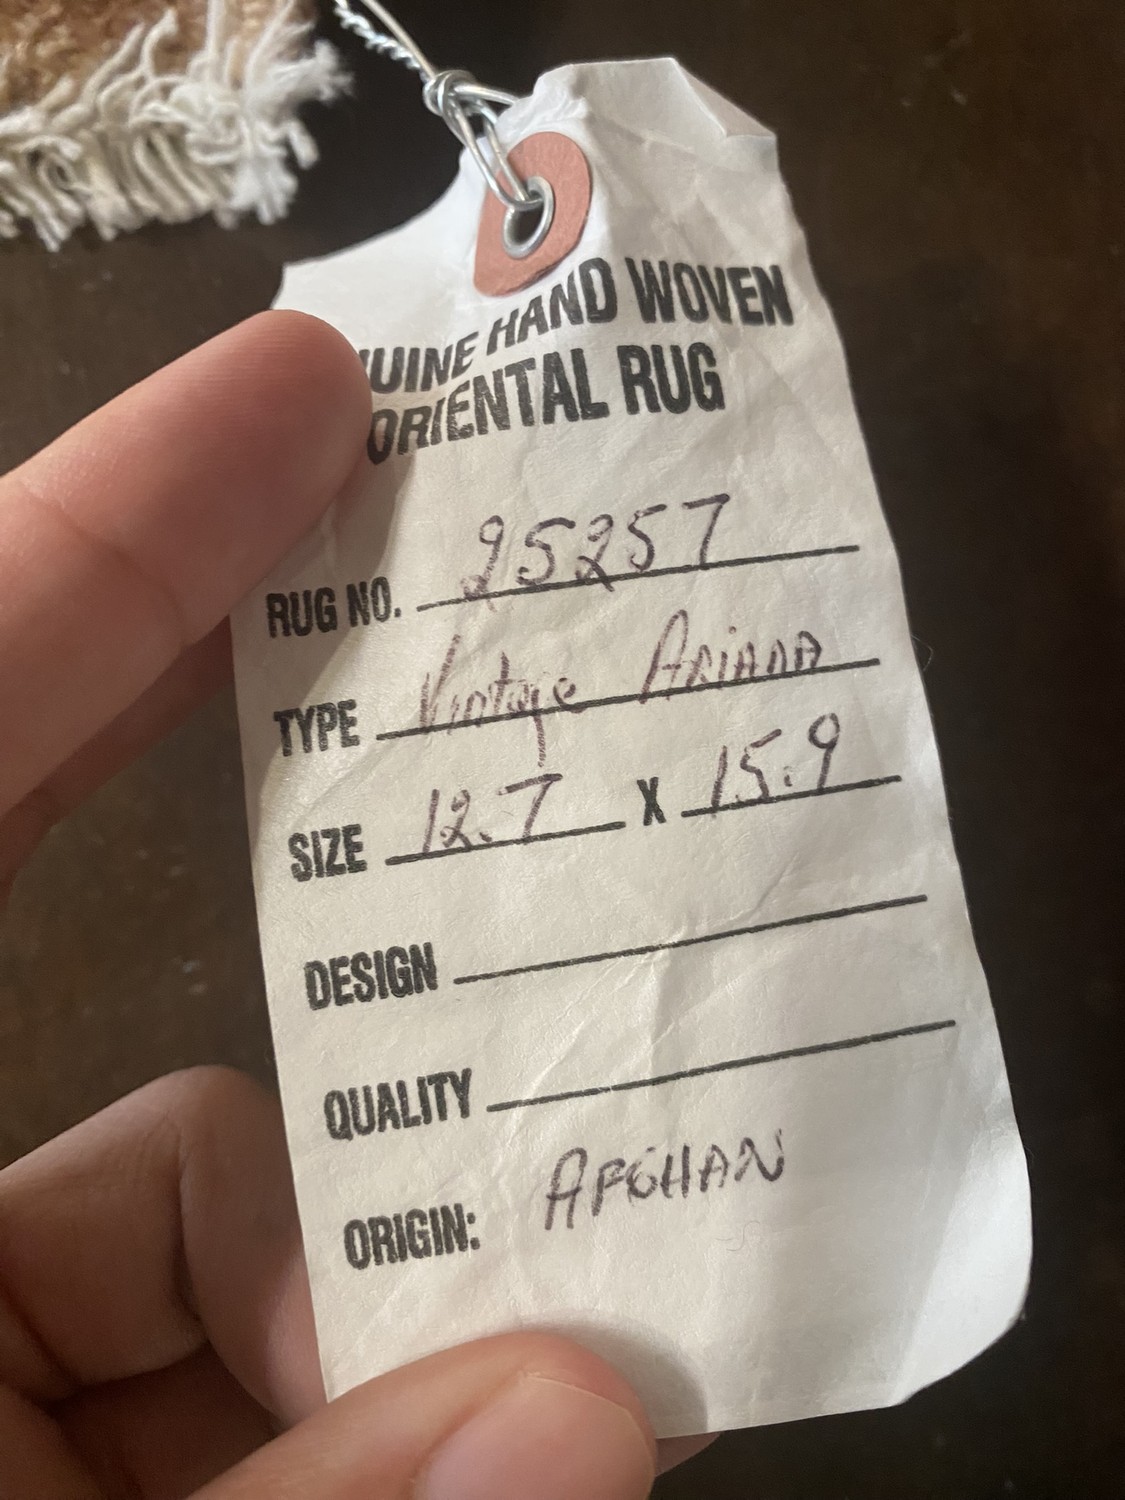 UINE HAND WOVEN
ORIENTAL RUG
RUG NO. 25257
TYPE Vintage Ariana
SIZE 12.7 X 15.9
DESIGN
QUALITY
ORIGIN: AFGHAN